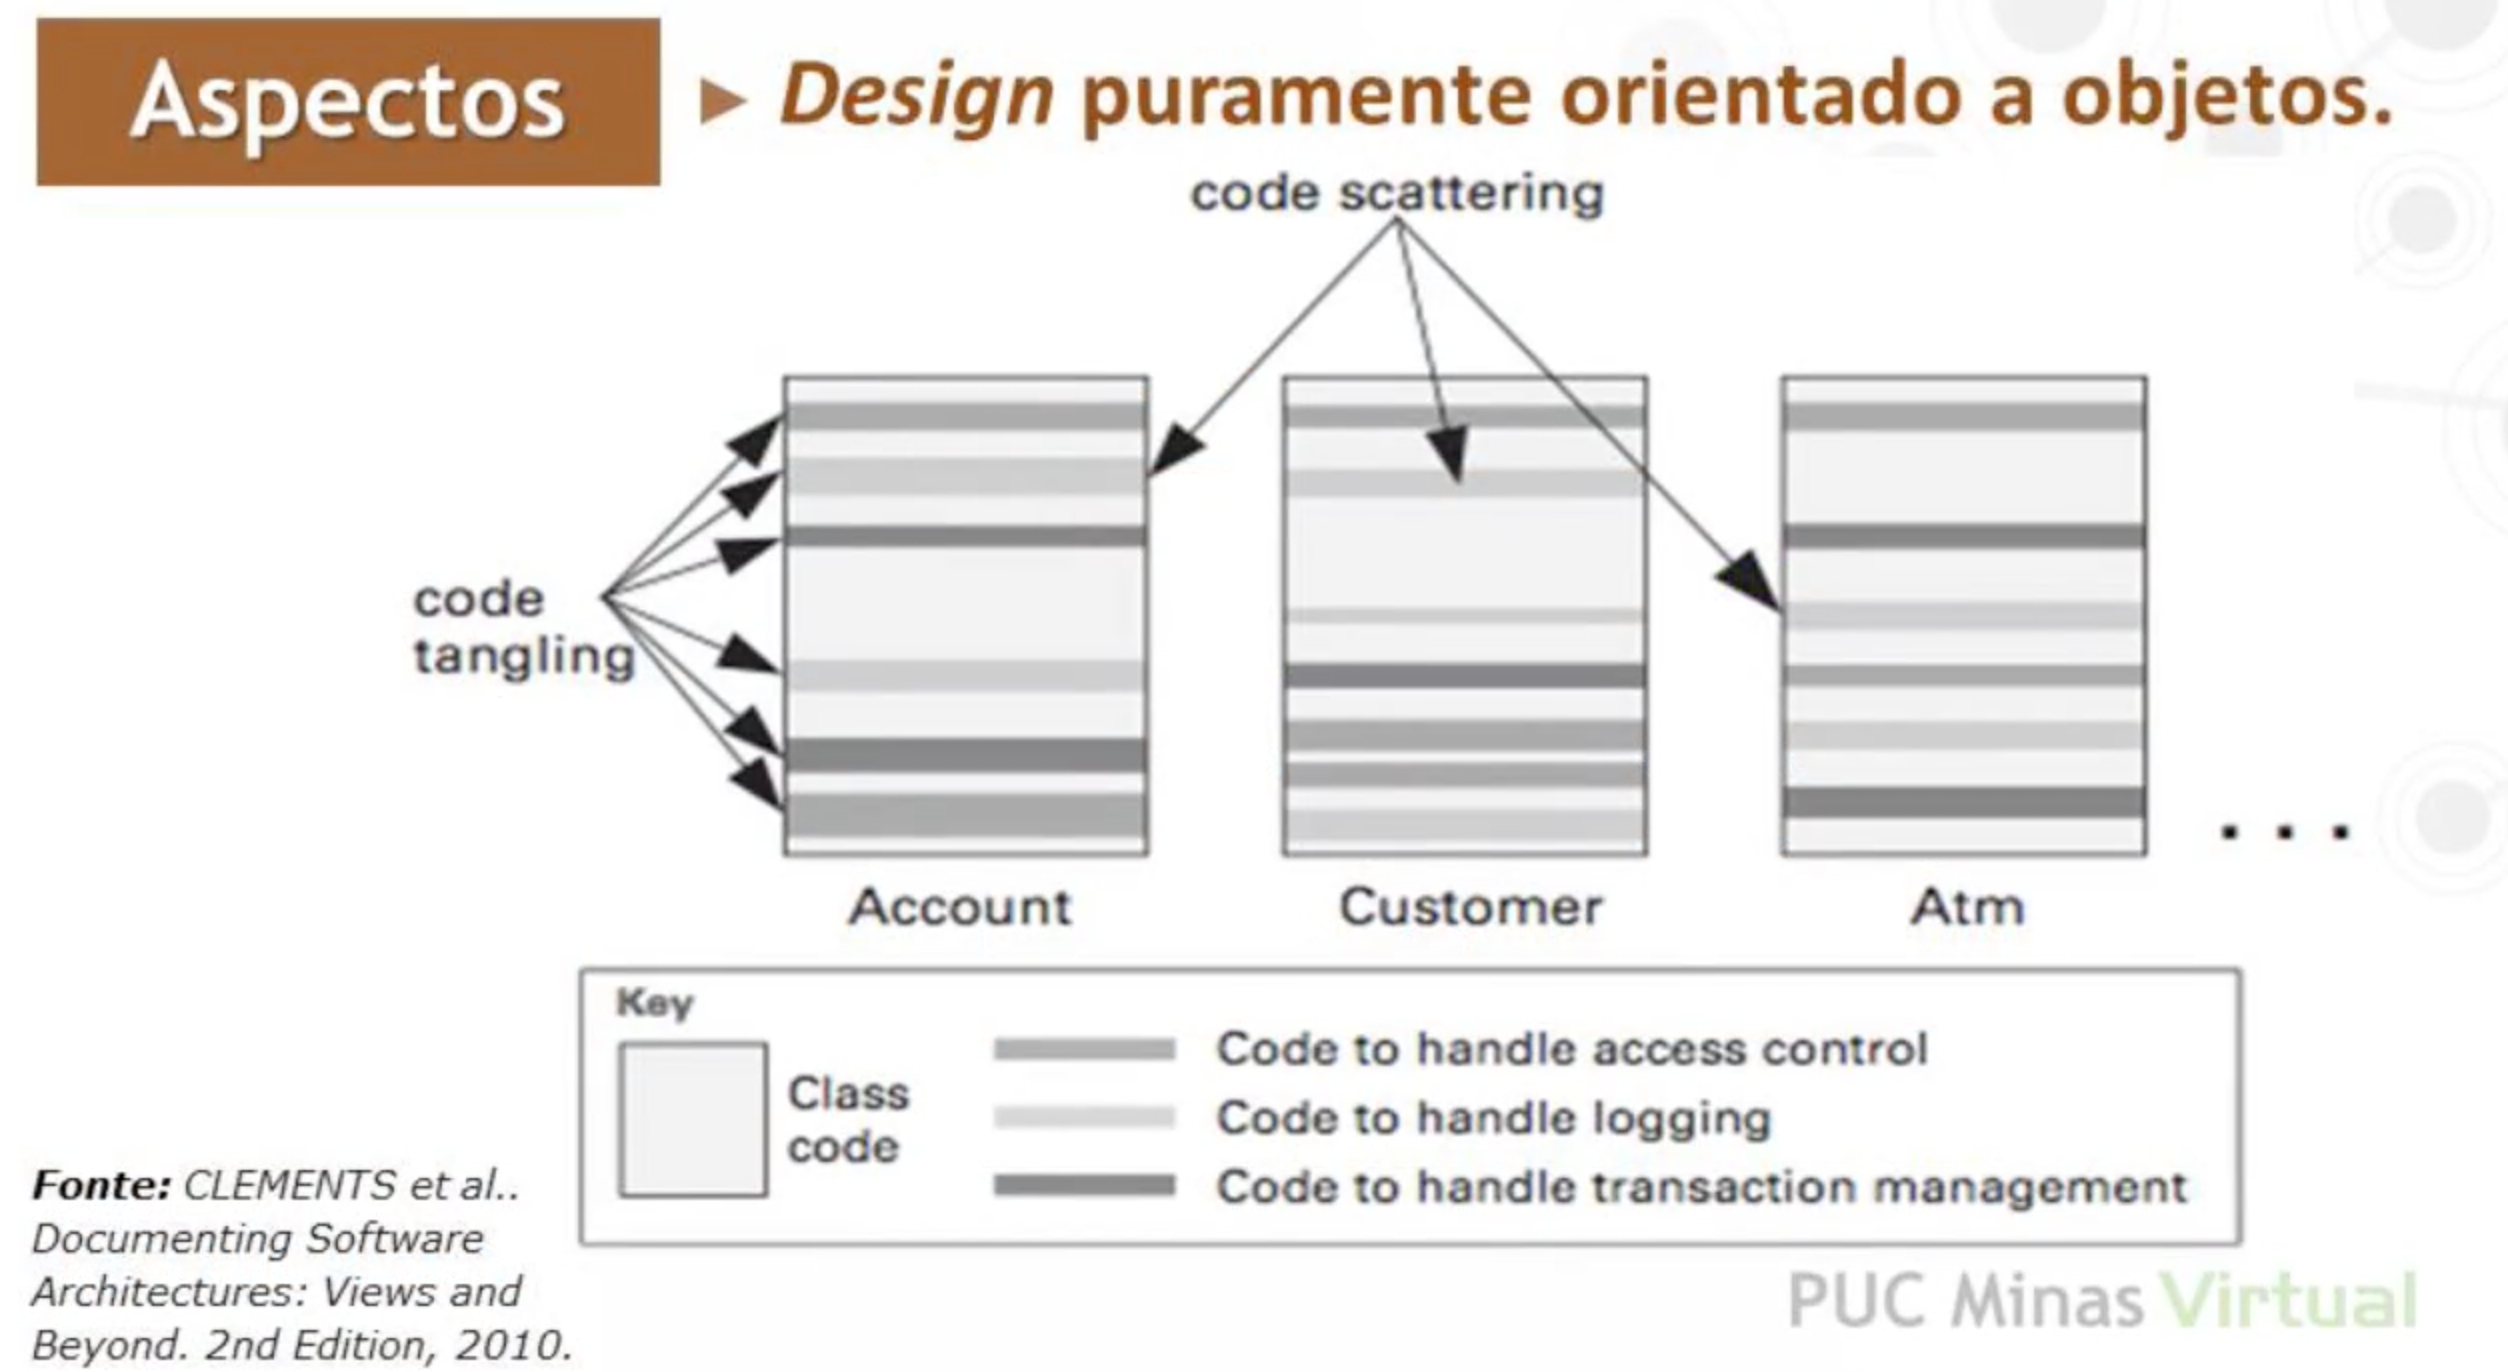 Aspectos
Design puramente orientado a objetos.
code scattering
code
tangling
Account
Customer
Atm
. . .
Key
Class
code
Code to handle access control
Code to handle logging
Code to handle transaction management
Fonte: CLEMENTS et al..
Documenting Software
Architectures: Views and
Beyond. 2nd Edition, 2010.
PUC Minas Virtual